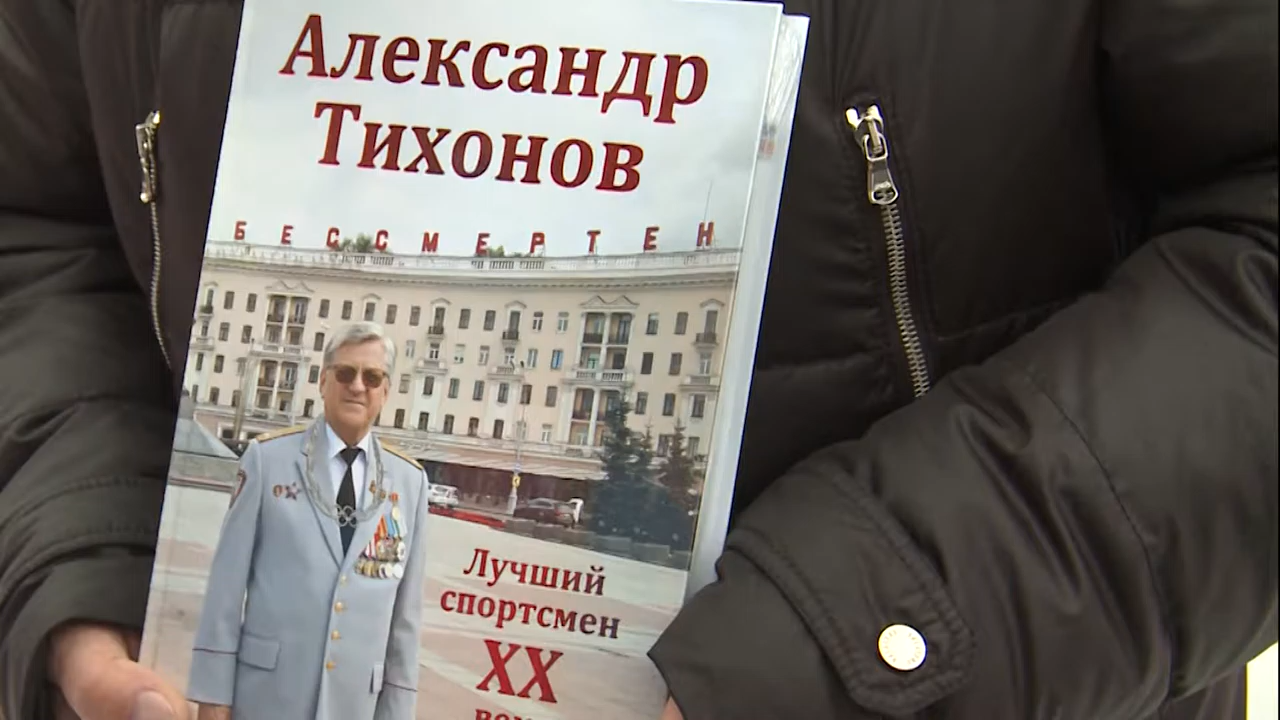 Александр
Тихонов
БЕССМЕРТЕН
Лучший
спортсмен
XX